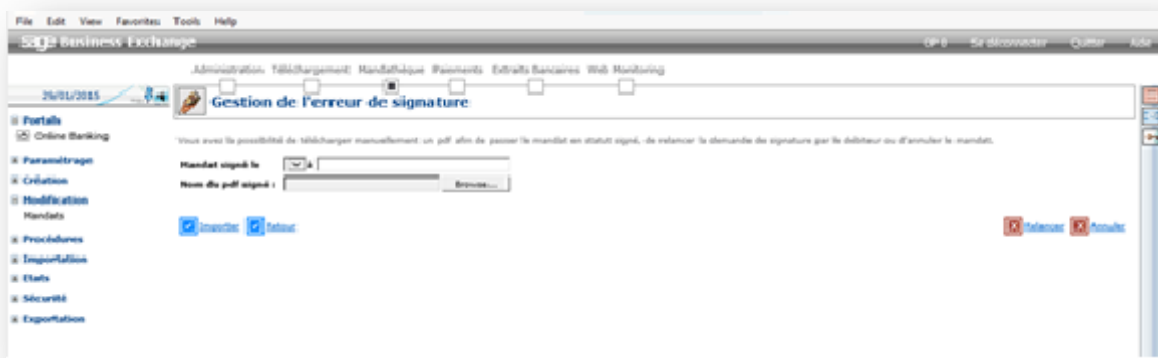 File Edit View Favorites Tools Help
Sage Business Exchange
OP 0 Se déconnecter Quitter Aide
Administration Téléchargement Mandathèque Paiements Extraits Bancaires Web Monitoring
26/01/2015
Gestion de l'erreur de signature
Portails
Online Banking
Vous avez la possibilité de télécharger manuellement un pdf afin de passer le mandat en statut signé, de relancer la demande de signature par le débiteur ou d'annuler le mandat.
Paramétrage
Mandat signé le à
Création
Nom du pdf signé : Browse...
Modification
Mandats
Importer Retour Relancer Annuler
Procédures
Importation
Etats
Sécurité
Exportation